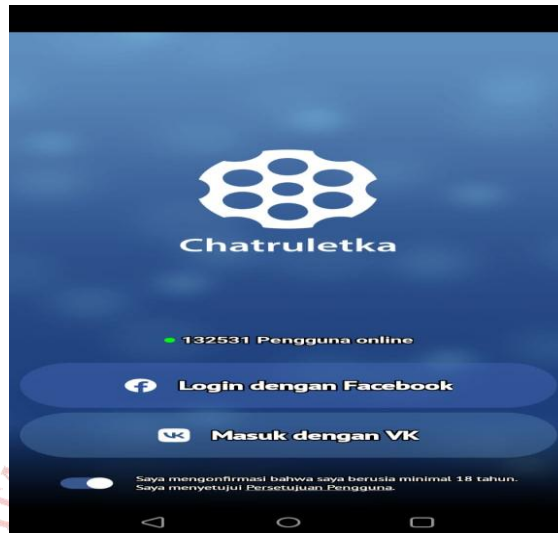 Chatruletka
132531 Pengguna online
Login dengan Facebook
Masuk dengan VK
Saya mengonfirmasi bahwa saya berusia minimal 18 tahun.
Saya menyetujui Persetujuan Pengguna.